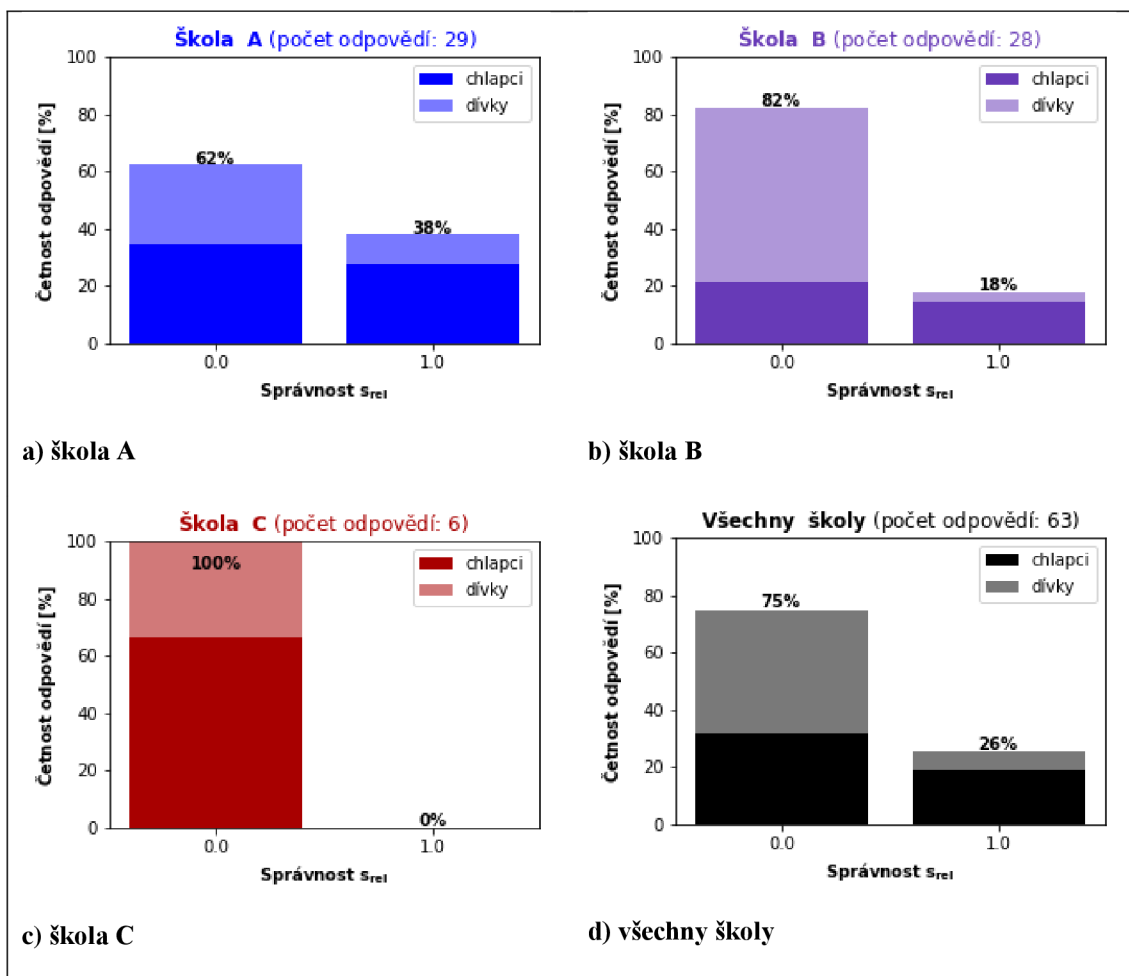 Škola A (počet odpovědí: 29)
100
80
60
40
20
0
Četnost odpovědí [%]
chlapci
dívky
62%
38%
0.0
1.0
Správnost s_rel
a) škola A
Škola B (počet odpovědí: 28)
100
80
60
40
20
0
Četnost odpovědí [%]
chlapci
dívky
82%
18%
0.0
1.0
Správnost s_rel
b) škola B
Škola C (počet odpovědí: 6)
100
80
60
40
20
0
Četnost odpovědí [%]
chlapci
dívky
100%
0%
0.0
1.0
Správnost s_rel
c) škola C
Všechny školy (počet odpovědí: 63)
100
80
60
40
20
0
Četnost odpovědí [%]
chlapci
dívky
75%
26%
0.0
1.0
Správnost s_rel
d) všechny školy